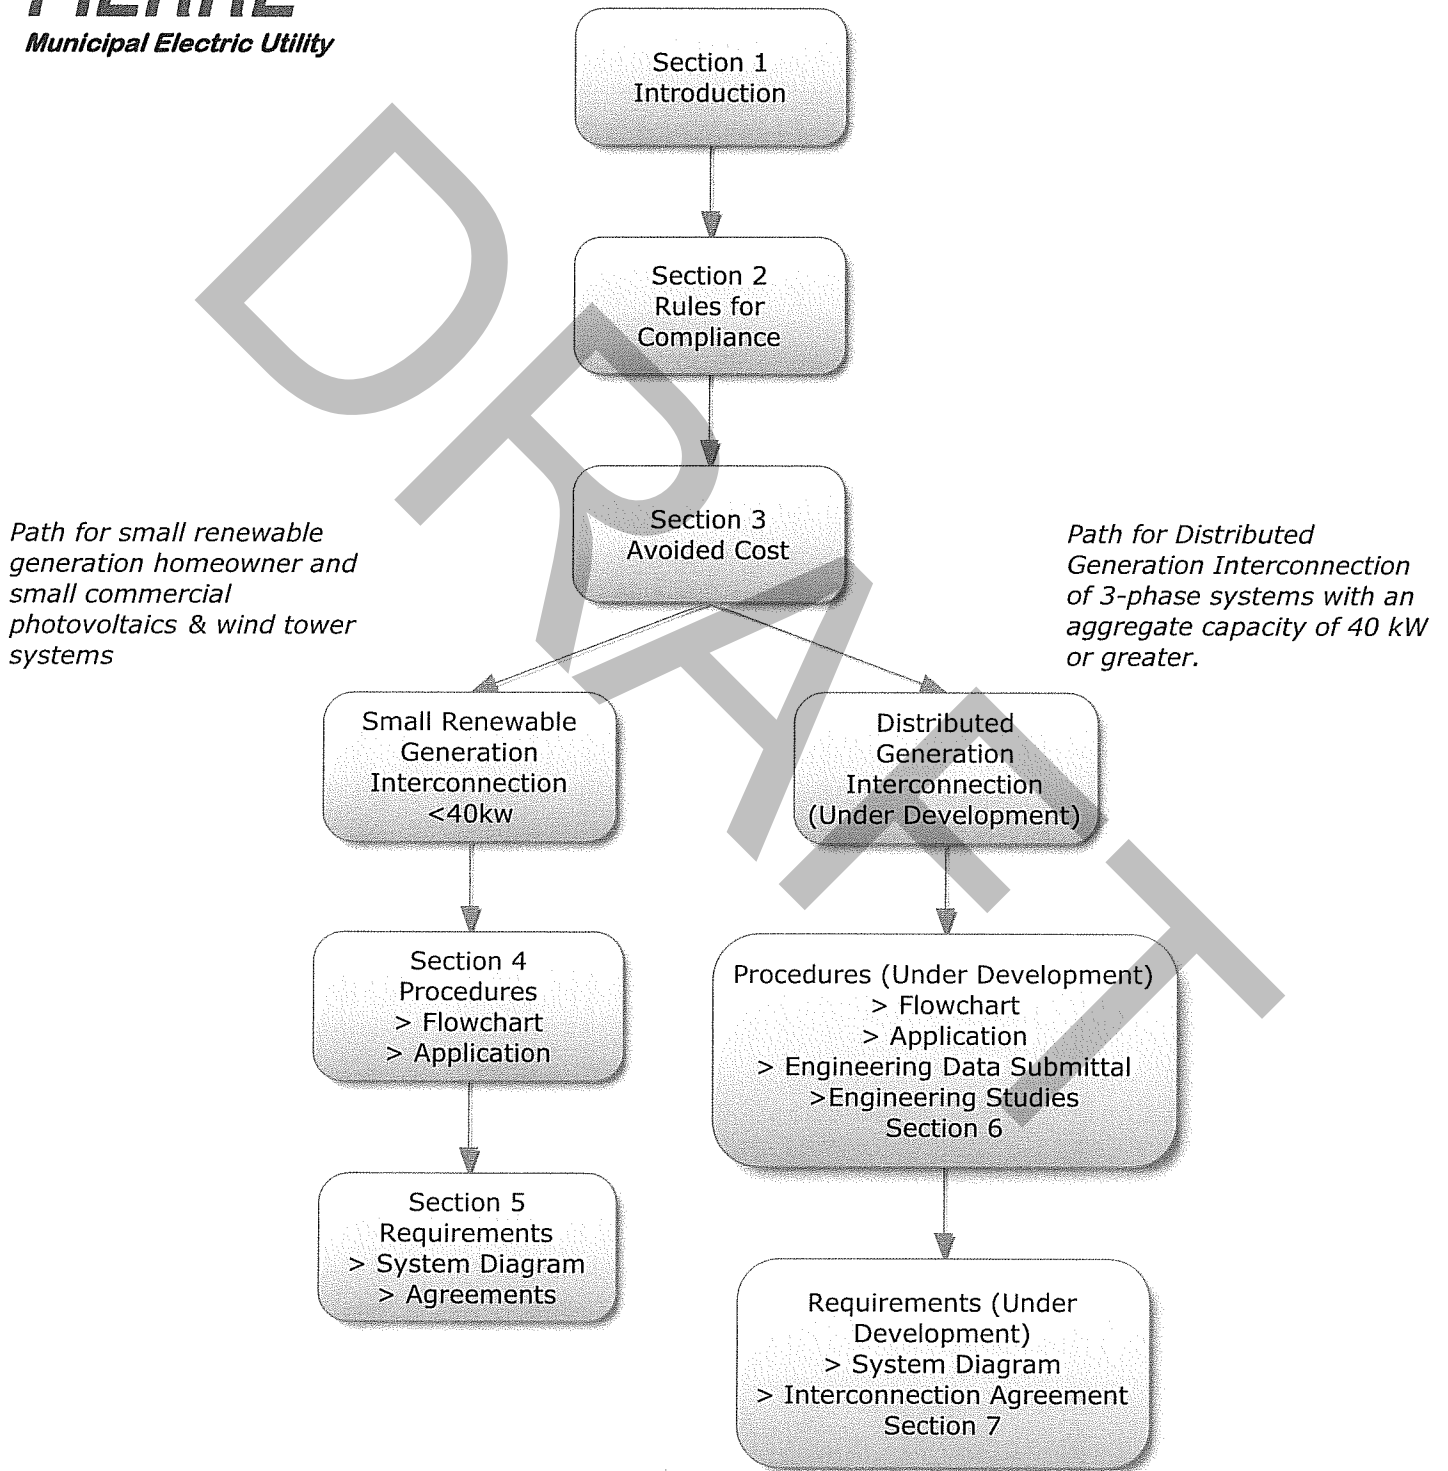 PIERRE
Municipal Electric Utility
Section 1
Introduction
Section 2
Rules for
Compliance
Section 3
Avoided Cost
Path for small renewable
generation homeowner and
small commercial
photovoltaics & wind tower
systems
Path for Distributed
Generation Interconnection
of 3-phase systems with an
aggregate capacity of 40 kW
or greater.
Small Renewable
Generation
Interconnection
<40kw
Distributed
Generation
Interconnection
(Under Development)
Section 4
Procedures
> Flowchart
> Application
Procedures (Under Development)
> Flowchart
> Application
> Engineering Data Submittal
>Engineering Studies
Section 6
Section 5
Requirements
> System Diagram
> Agreements
Requirements (Under
Development)
> System Diagram
> Interconnection Agreement
Section 7
DRAFT